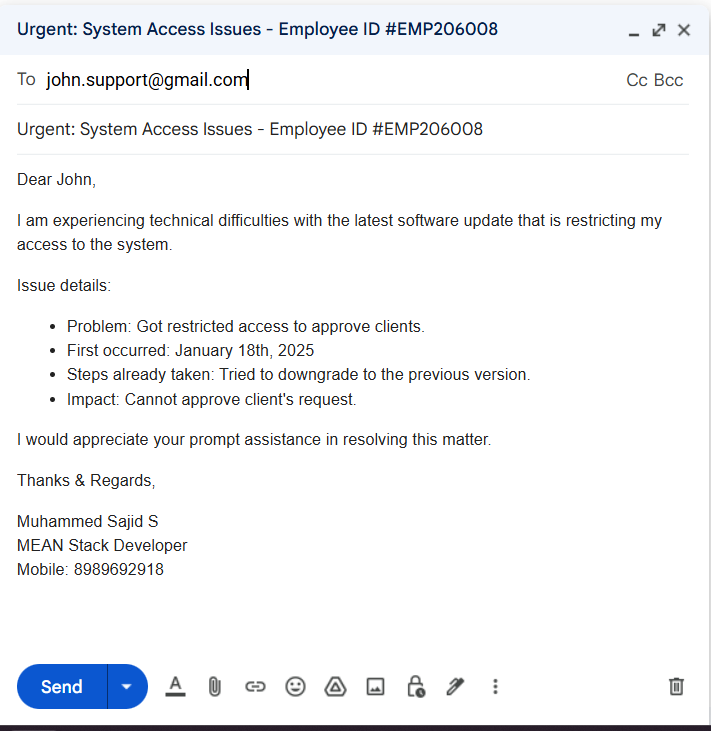 Urgent: System Access Issues - Employee ID #EMP206008
To john.support@gmail.com Cc Bcc
Urgent: System Access Issues - Employee ID #EMP206008
Dear John,
I am experiencing technical difficulties with the latest software update that is restricting my
access to the system.
Issue details:
• Problem: Got restricted access to approve clients.
• First occurred: January 18th, 2025
• Steps already taken: Tried to downgrade to the previous version.
• Impact: Cannot approve client's request.
I would appreciate your prompt assistance in resolving this matter.
Thanks & Regards,
Muhammed Sajid S
MEAN Stack Developer
Mobile: 8989692918
Send